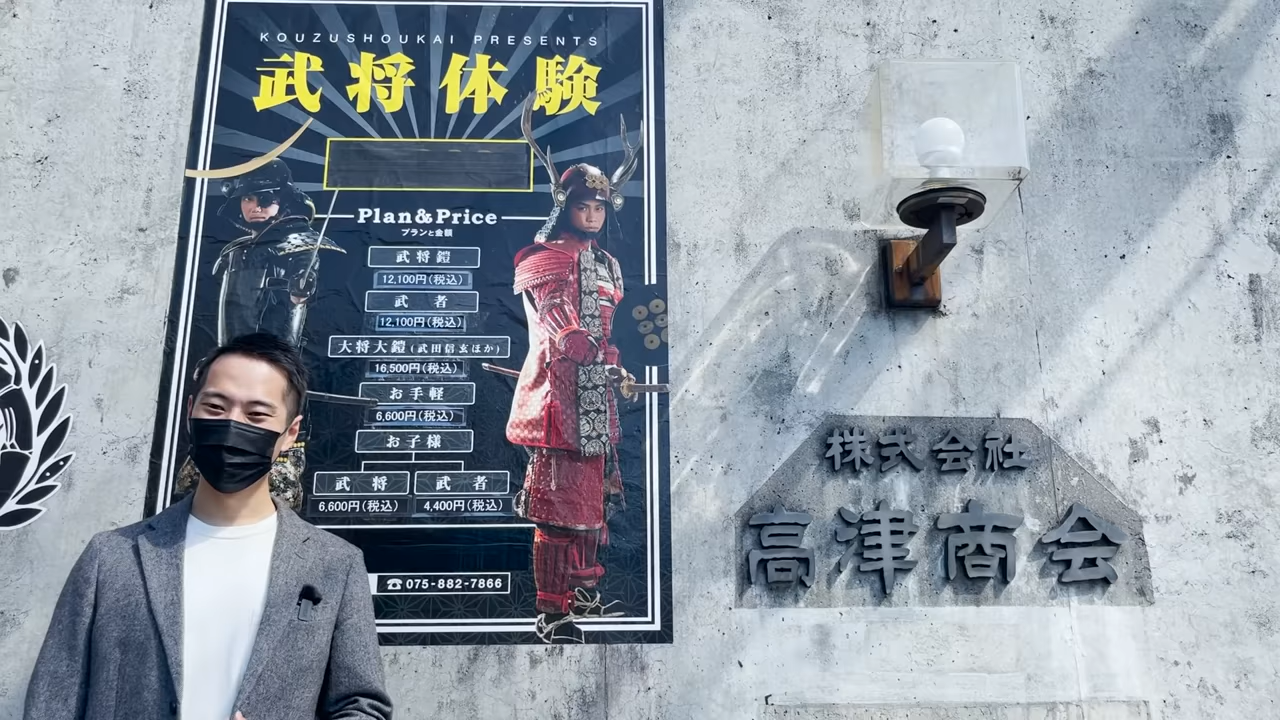 KOUZUSHOUKAI PRESENTS
武将体験
Plan&Price
プランと金額
武将鎧
12,100円(税込)
武者
12,100円(税込)
大将大鎧(武田信玄ほか)
16,500円(税込)
お手軽
6,600円(税込)
お子様
武将 武者
6,600円(税込) 4,400円(税込)
☎075-882-7866
株式会社
高津商会